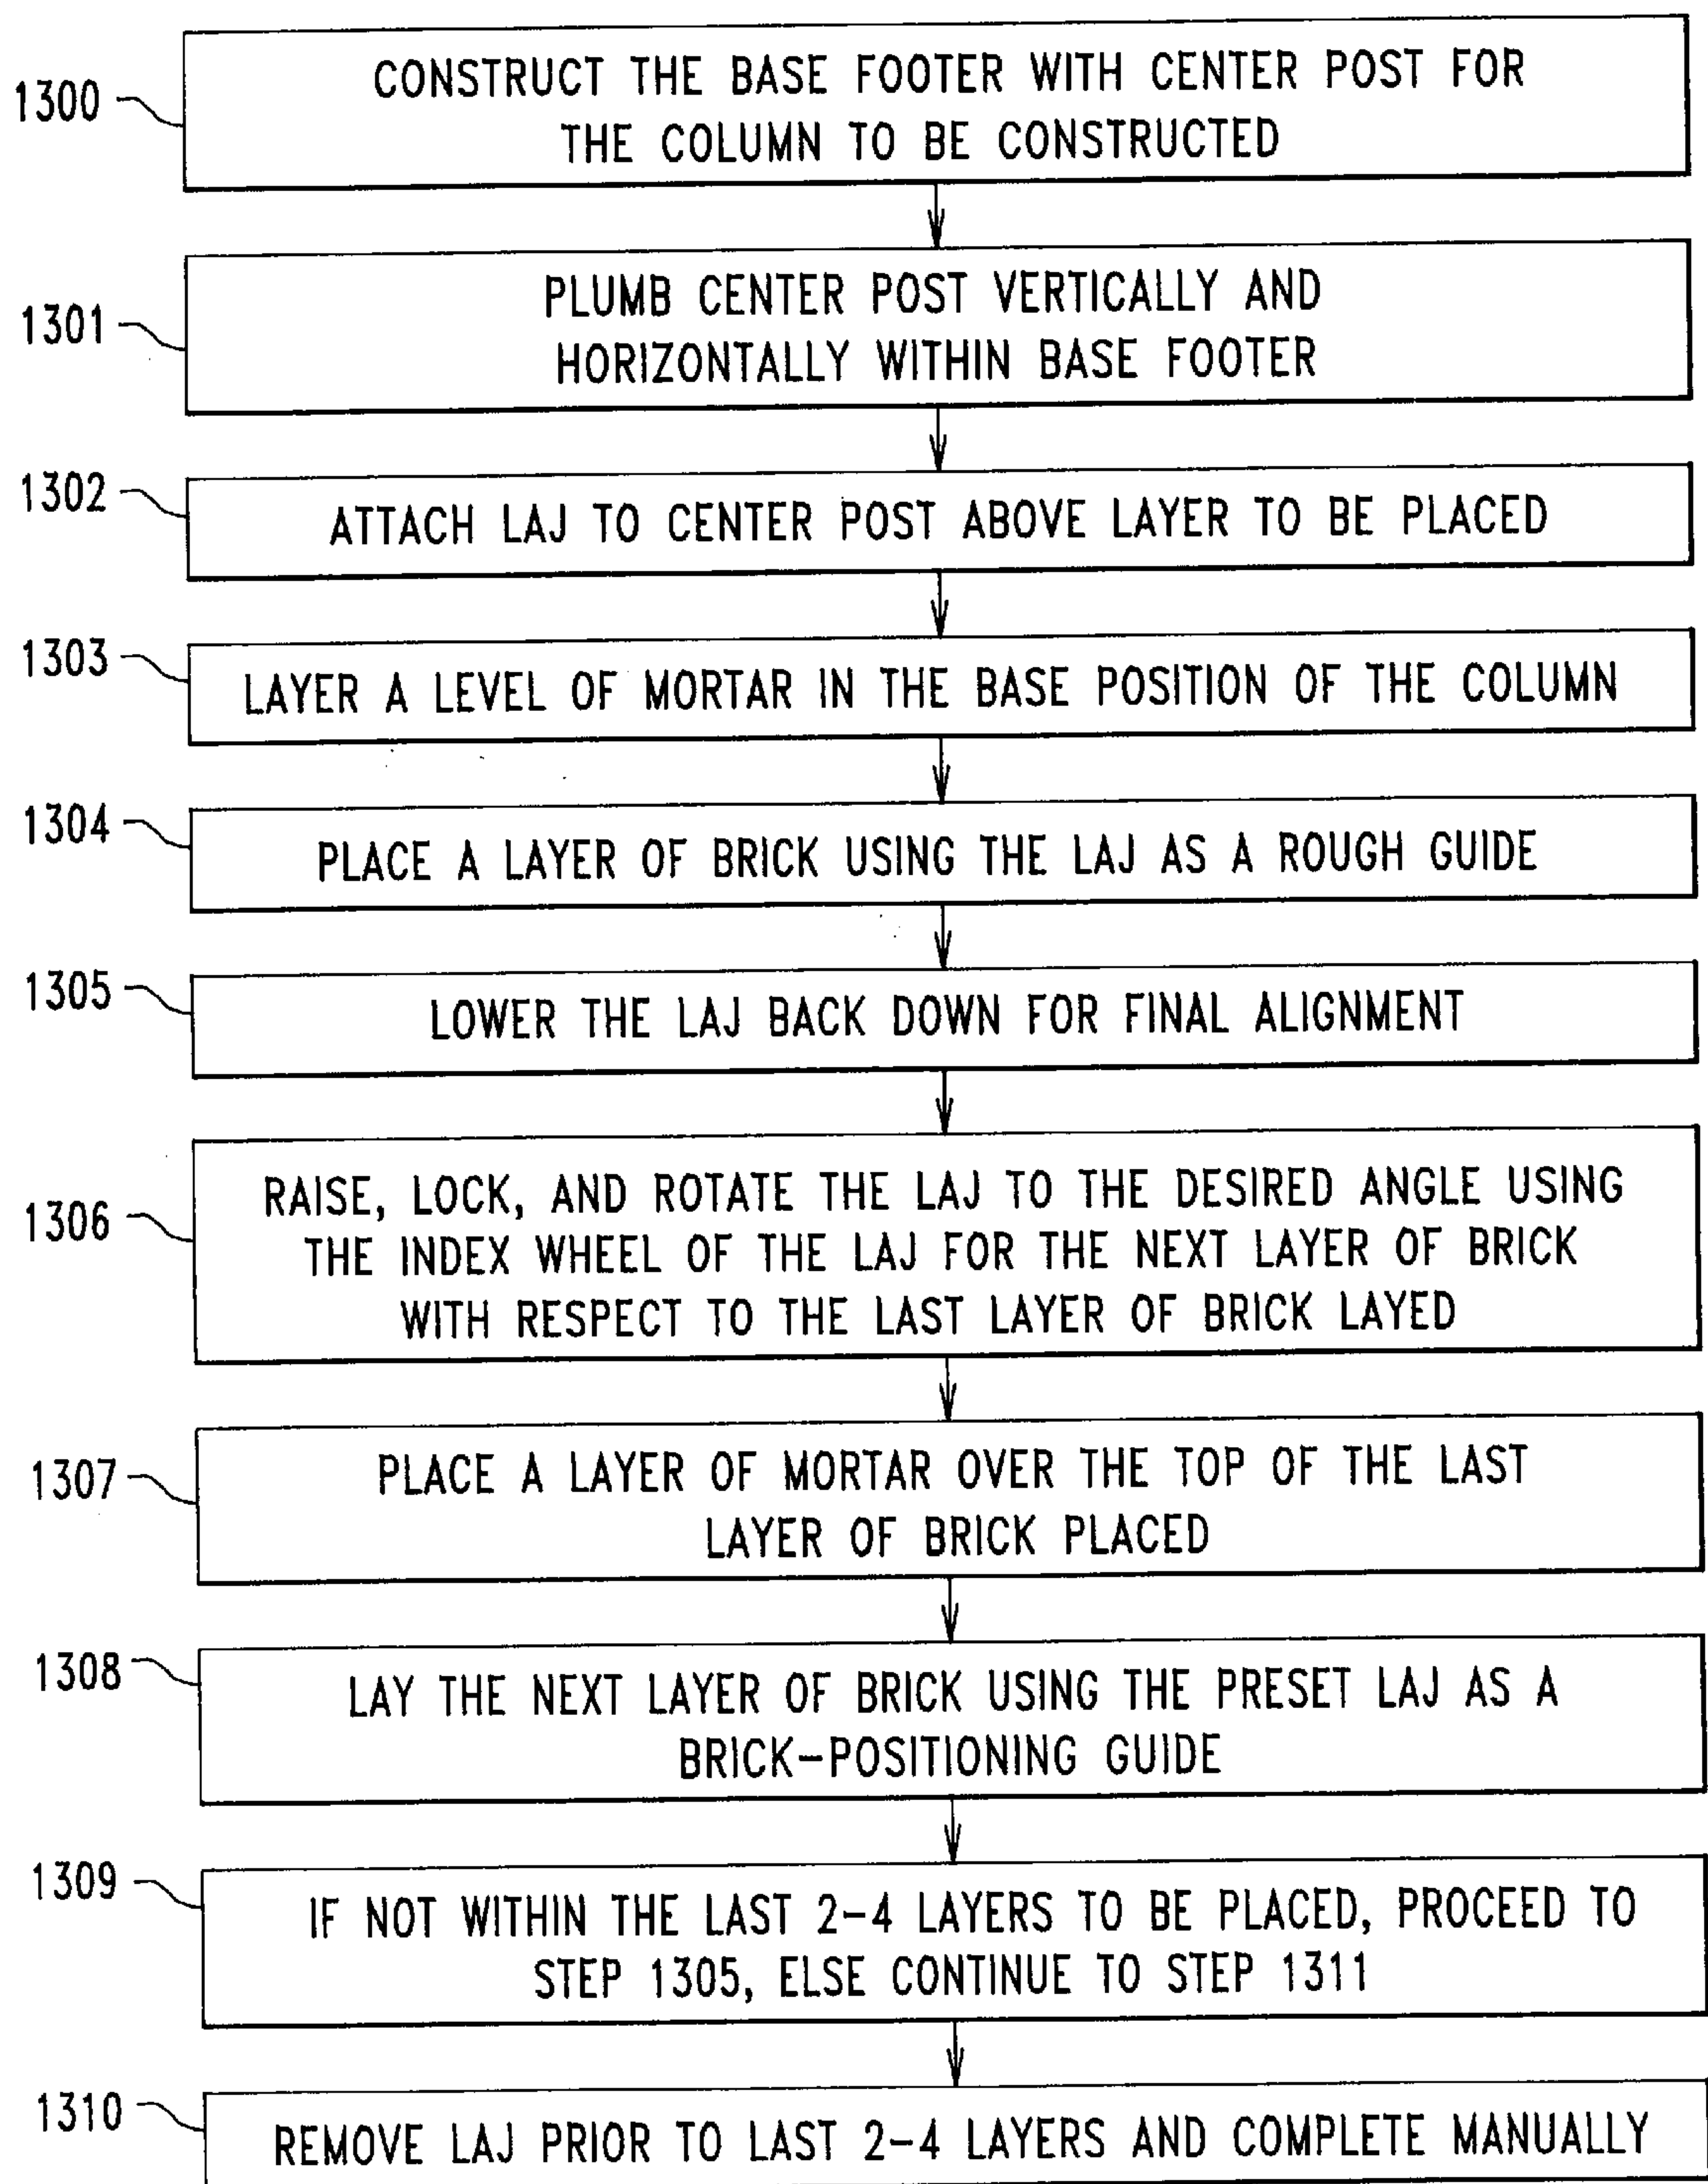 1300
CONSTRUCT THE BASE FOOTER WITH CENTER POST FOR
THE COLUMN TO BE CONSTRUCTED
1301
PLUMB CENTER POST VERTICALLY AND
HORIZONTALLY WITHIN BASE FOOTER
1302
ATTACH LAJ TO CENTER POST ABOVE LAYER TO BE PLACED
1303
LAYER A LEVEL OF MORTAR IN THE BASE POSITION OF THE COLUMN
1304
PLACE A LAYER OF BRICK USING THE LAJ AS A ROUGH GUIDE
1305
LOWER THE LAJ BACK DOWN FOR FINAL ALIGNMENT
1306
RAISE, LOCK, AND ROTATE THE LAJ TO THE DESIRED ANGLE USING
THE INDEX WHEEL OF THE LAJ FOR THE NEXT LAYER OF BRICK
WITH RESPECT TO THE LAST LAYER OF BRICK LAYED
1307
PLACE A LAYER OF MORTAR OVER THE TOP OF THE LAST
LAYER OF BRICK PLACED
1308
LAY THE NEXT LAYER OF BRICK USING THE PRESET LAJ AS A
BRICK-POSITIONING GUIDE
1309
IF NOT WITHIN THE LAST 2-4 LAYERS TO BE PLACED, PROCEED TO
STEP 1305, ELSE CONTINUE TO STEP 1311
1310
REMOVE LAJ PRIOR TO LAST 2-4 LAYERS AND COMPLETE MANUALLY